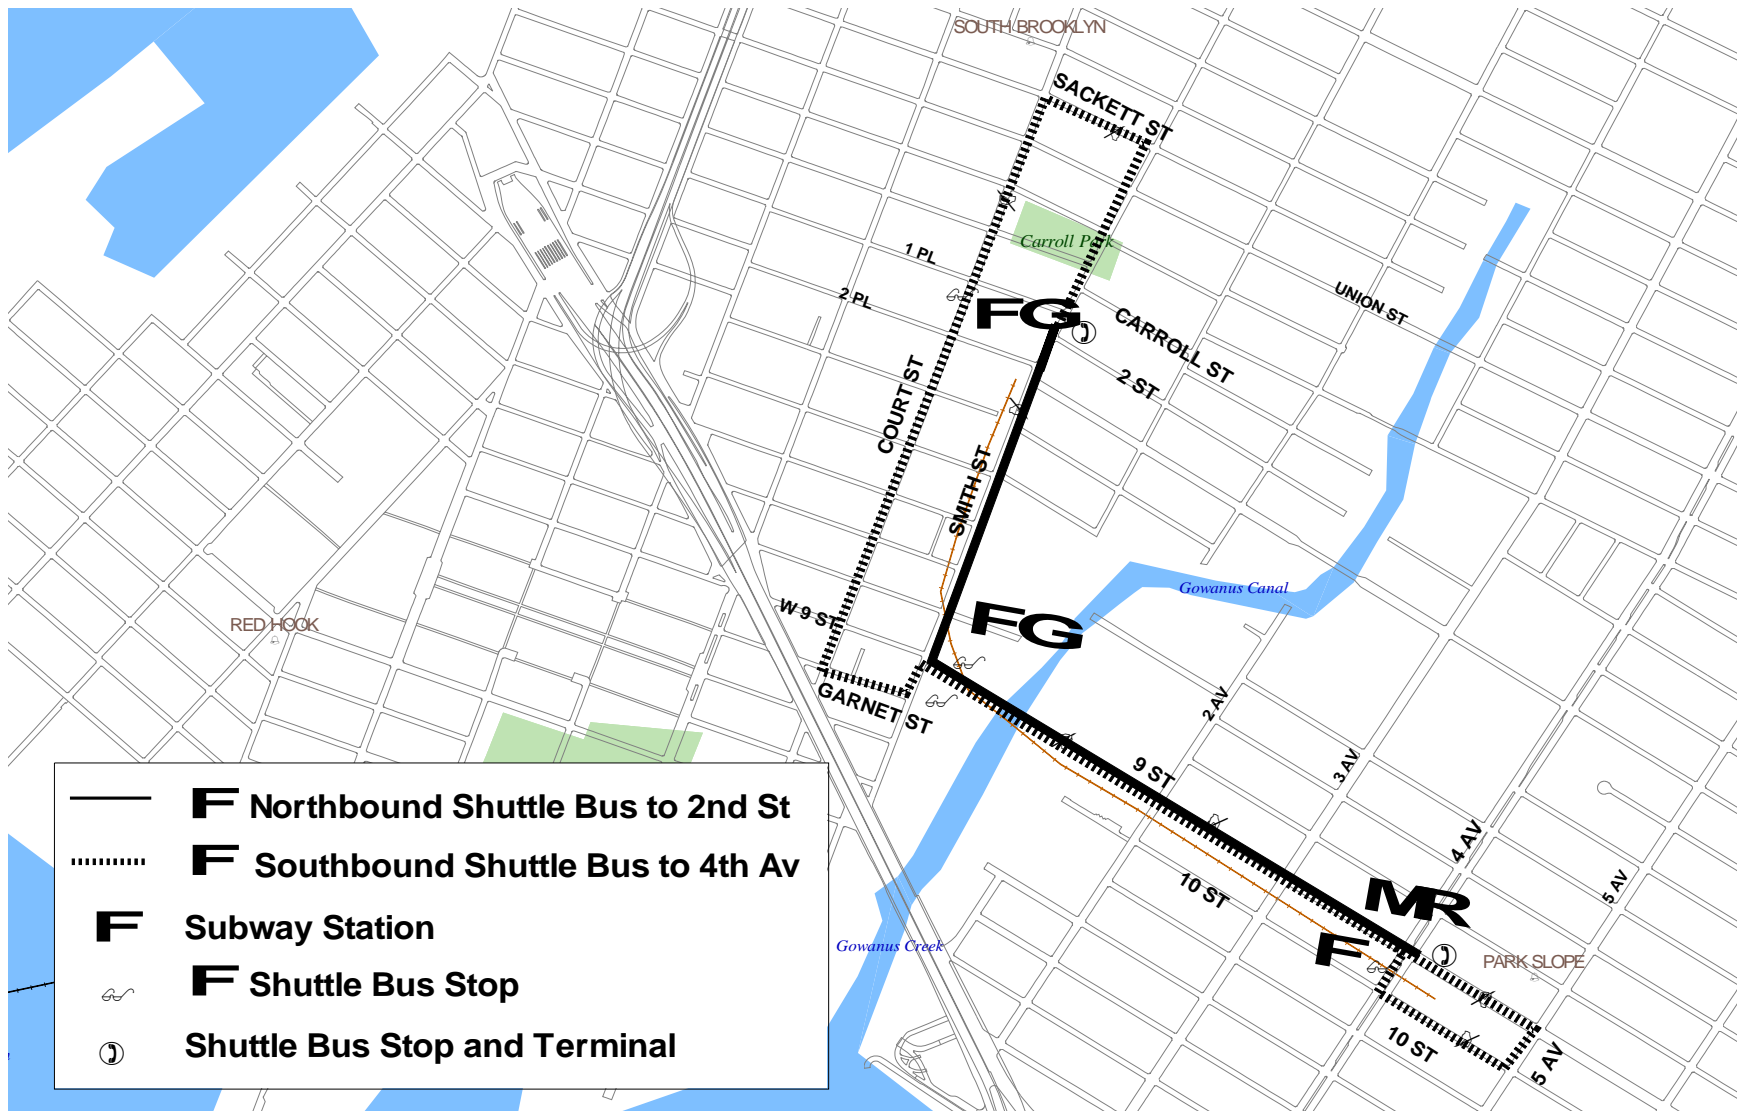 SOUTH BROOKLYN
SACKETT ST
Carroll Park
1 PL
2 PL
UNION ST
FG
CARROLL ST
2 ST
COURT ST
SMITH ST
Gowanus Canal
W 9 ST
FG
RED HOOK
GARNET ST
2 AV
3 AV
9 ST
4 AV
5 AV
10 ST
MR
F
Gowanus Creek
PARK SLOPE
10 ST
5 AV
F Northbound Shuttle Bus to 2nd St
F Southbound Shuttle Bus to 4th Av
F Subway Station
F Shuttle Bus Stop
Shuttle Bus Stop and Terminal